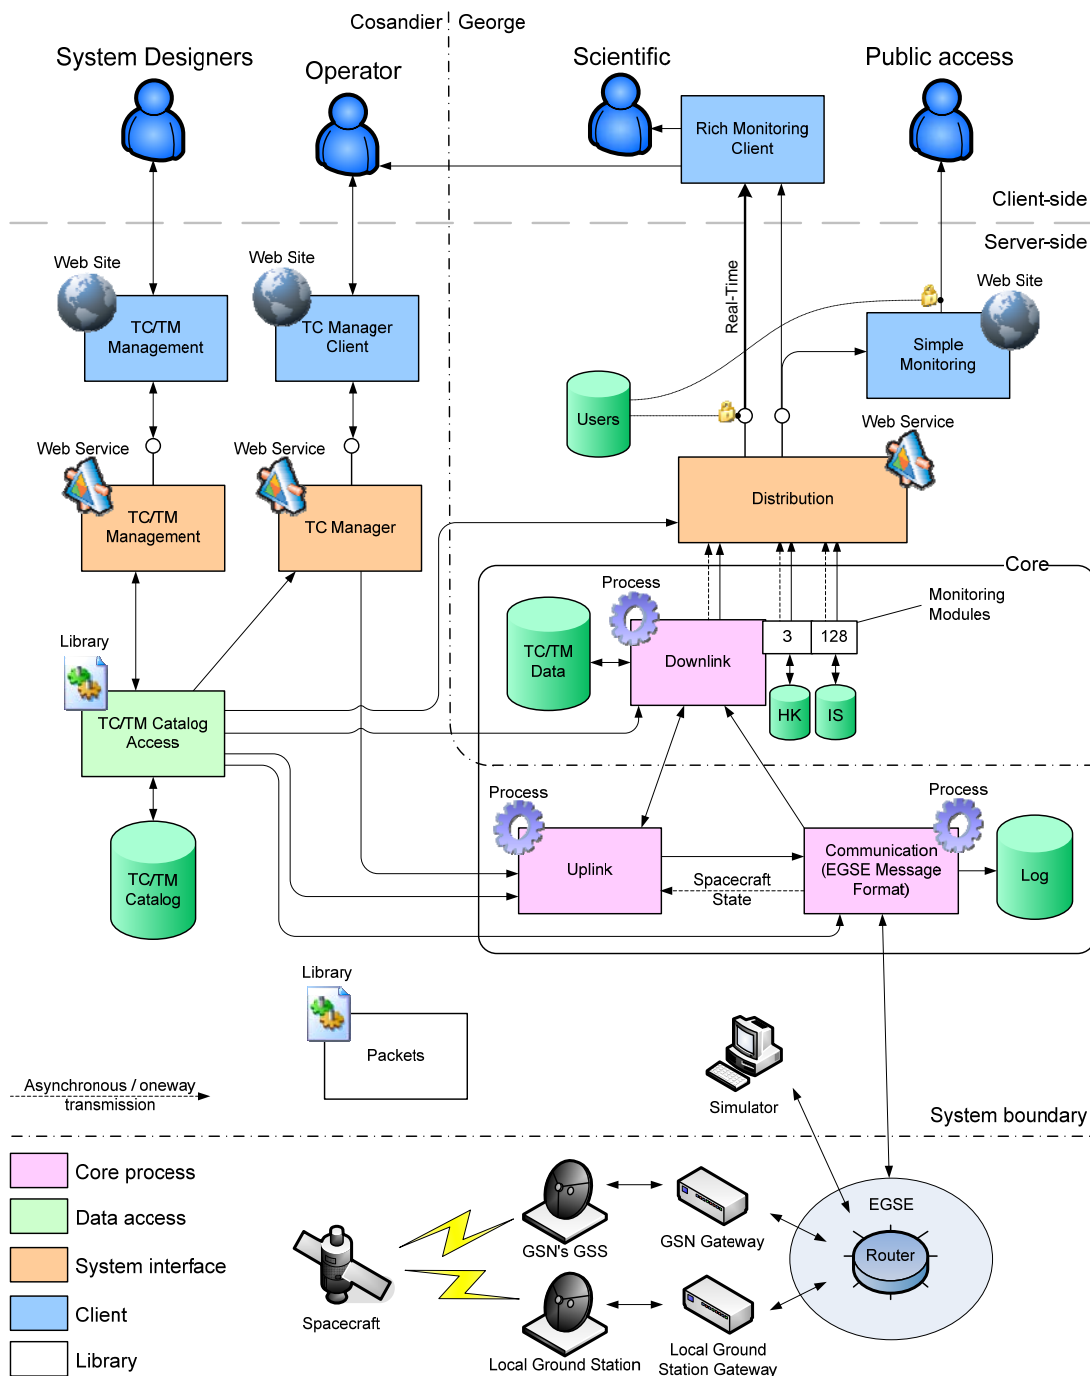 Cosandier George
System Designers
Operator
Scientific
Public access
Rich Monitoring
Client
Client-side
Server-side
Web Site
Web Site
Web Site
TC/TM
Management
TC Manager
Client
Real-Time
Simple
Monitoring
Users
Web Service
Web Service
Web Service
TC/TM
Management
TC Manager
Distribution
Core
Process
Monitoring
Modules
TC/TM
Data
Downlink
3
128
HK
IS
Library
TC/TM Catalog
Access
Process
Process
TC/TM
Catalog
Uplink
Spacecraft
State
Communication
(EGSE Message
Format)
Log
Library
Packets
Asynchronous / oneway
transmission
Simulator
System boundary
Core process
Data access
System interface
Client
Library
Spacecraft
GSN's GSS
GSN Gateway
EGSE
Router
Local Ground Station
Local Ground
Station Gateway